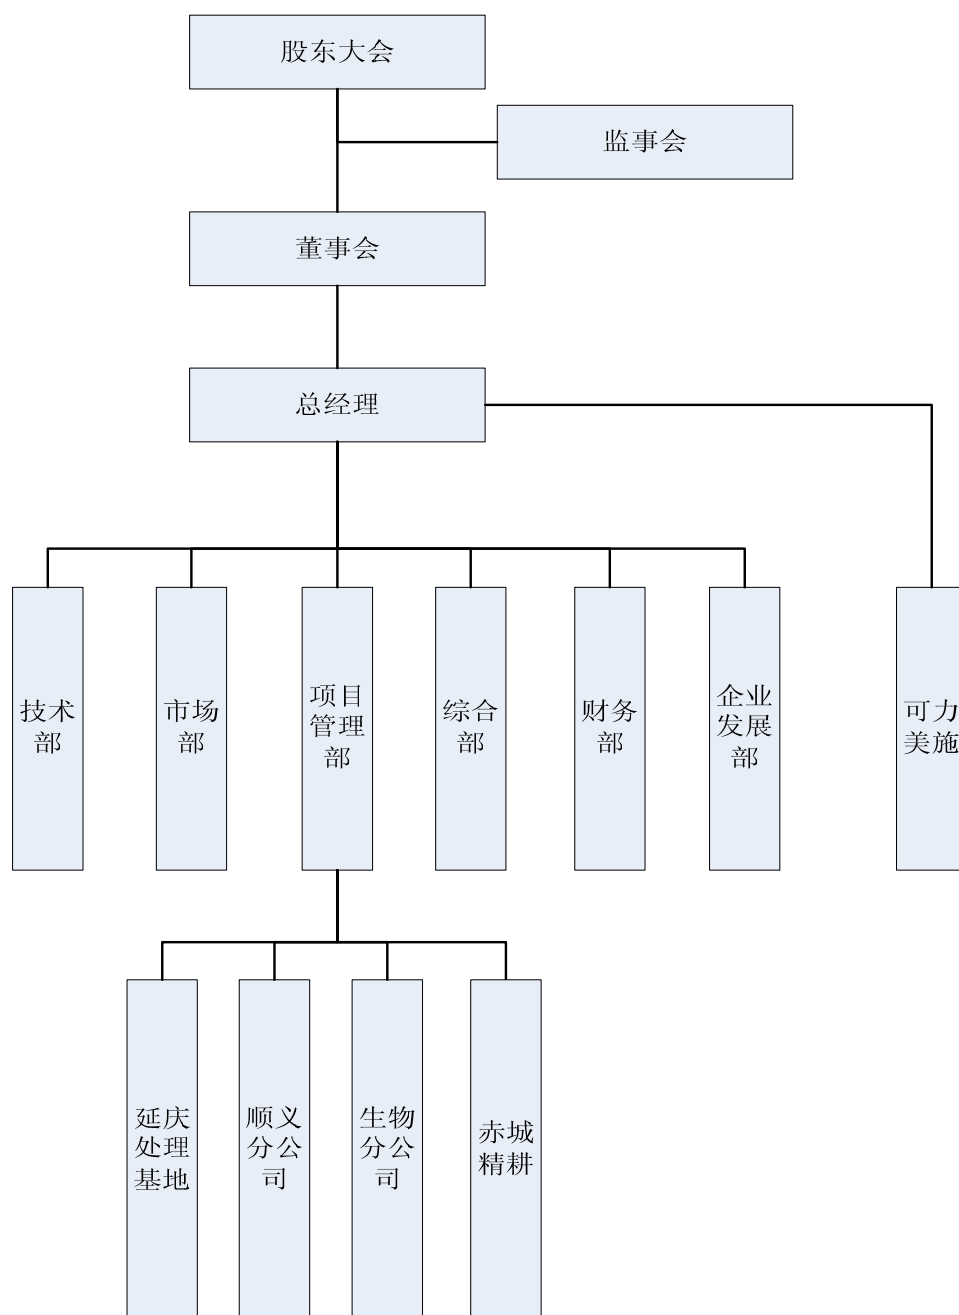 股东大会
监事会
董事会
总经理
技术
部
市场
部
项目
管理
部
综合
部
财务
部
企业
发展
部
可力
美施
延庆
处理
基地
顺义
分公
司
生物
分公
司
赤城
精耕